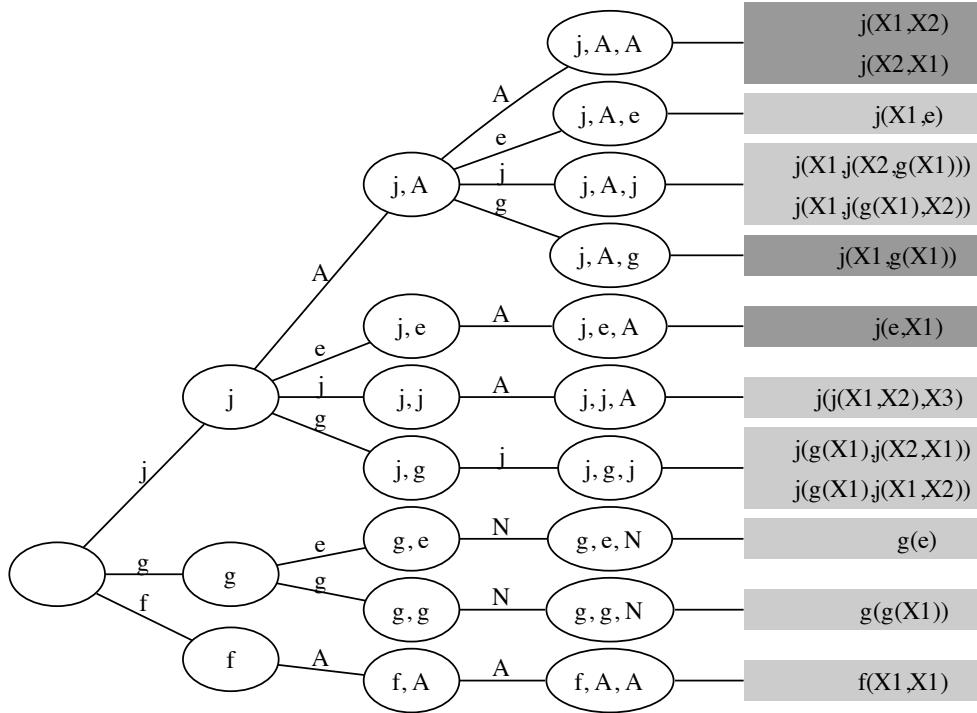 j, A, A
j(X1,X2)
j(X2,X1)
A
j, A, e
j(X1,e)
e
j, A
j
j, A, j
j(X1,j(X2,g(X1)))
j(X1,j(g(X1),X2))
g
j, A, g
j(X1,g(X1))
A
j, e
A
j, e, A
j(e,X1)
e
j
j
j, j
A
j, j, A
j(j(X1,X2),X3)
g
j, g
j
j, g, j
j(g(X1),j(X2,X1))
j(g(X1),j(X1,X2))
j
g, e
N
g, e, N
g(e)
e
g
g
g
g, g
N
g, g, N
g(g(X1))
f
f
A
f, A
A
f, A, A
f(X1,X1)